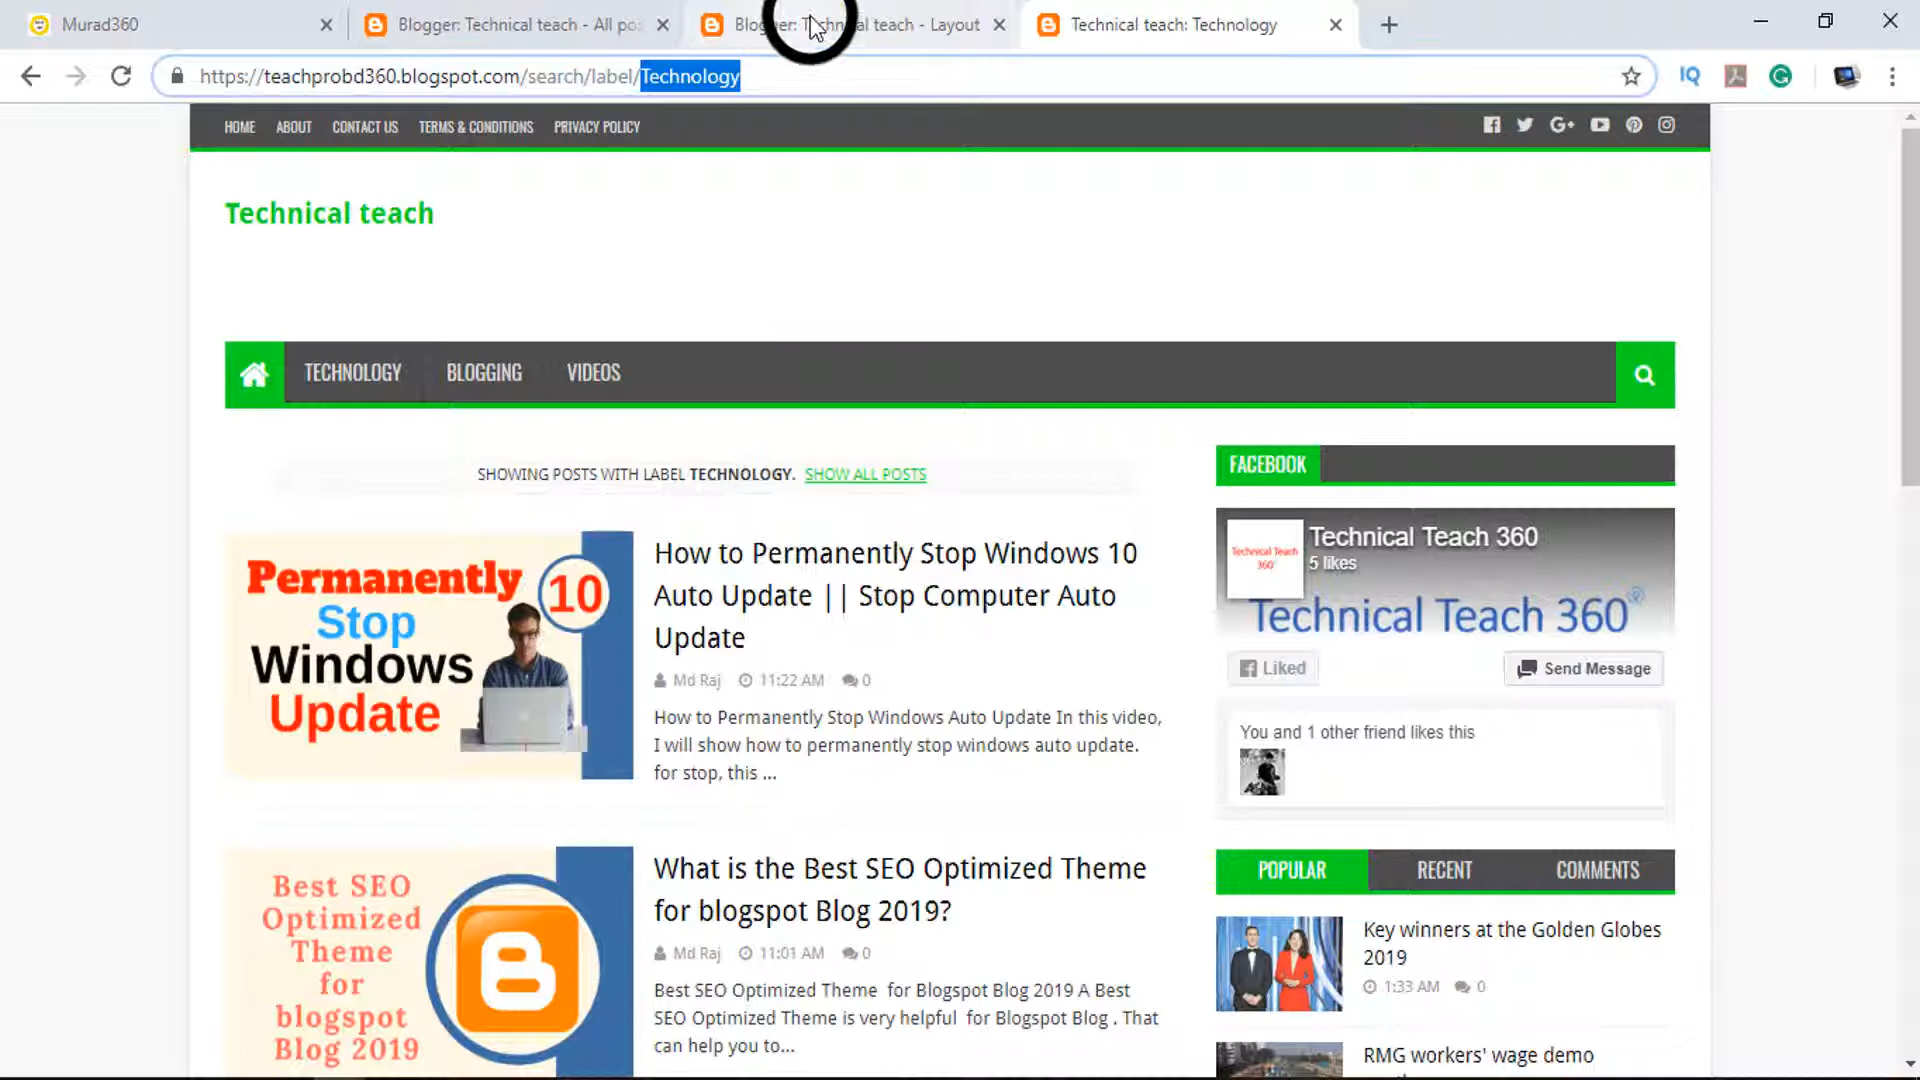 Murad360
Blogger: Technical teach - All po
Blogger: Technical teach - Layout
Technical teach: Technology
https://teachprobd360.blogspot.com/search/label/Technology
HOME ABOUT CONTACT US TERMS & CONDITIONS PRIVACY POLICY
Technical teach
TECHNOLOGY BLOGGING VIDEOS
SHOWING POSTS WITH LABEL TECHNOLOGY. SHOW ALL POSTS
Permanently
Stop
Windows
Update
10
How to Permanently Stop Windows 10
Auto Update || Stop Computer Auto
Update
Md Raj 11:22 AM 0
How to Permanently Stop Windows Auto Update In this video,
I will show how to permanently stop windows auto update.
for stop, this ...
Best SEO
Optimized
Theme
for
blogspot
Blog 2019
What is the Best SEO Optimized Theme
for blogspot Blog 2019?
Md Raj 11:01 AM 0
Best SEO Optimized Theme for Blogspot Blog 2019 A Best
SEO Optimized Theme is very helpful for Blogspot Blog . That
can help you to...
FACEBOOK
Technical Teach
360
Technical Teach 360
5 likes
Technical Teach 360
Liked
Send Message
You and 1 other friend likes this
POPULAR RECENT COMMENTS
Key winners at the Golden Globes
2019
1:33 AM 0
RMG workers' wage demo